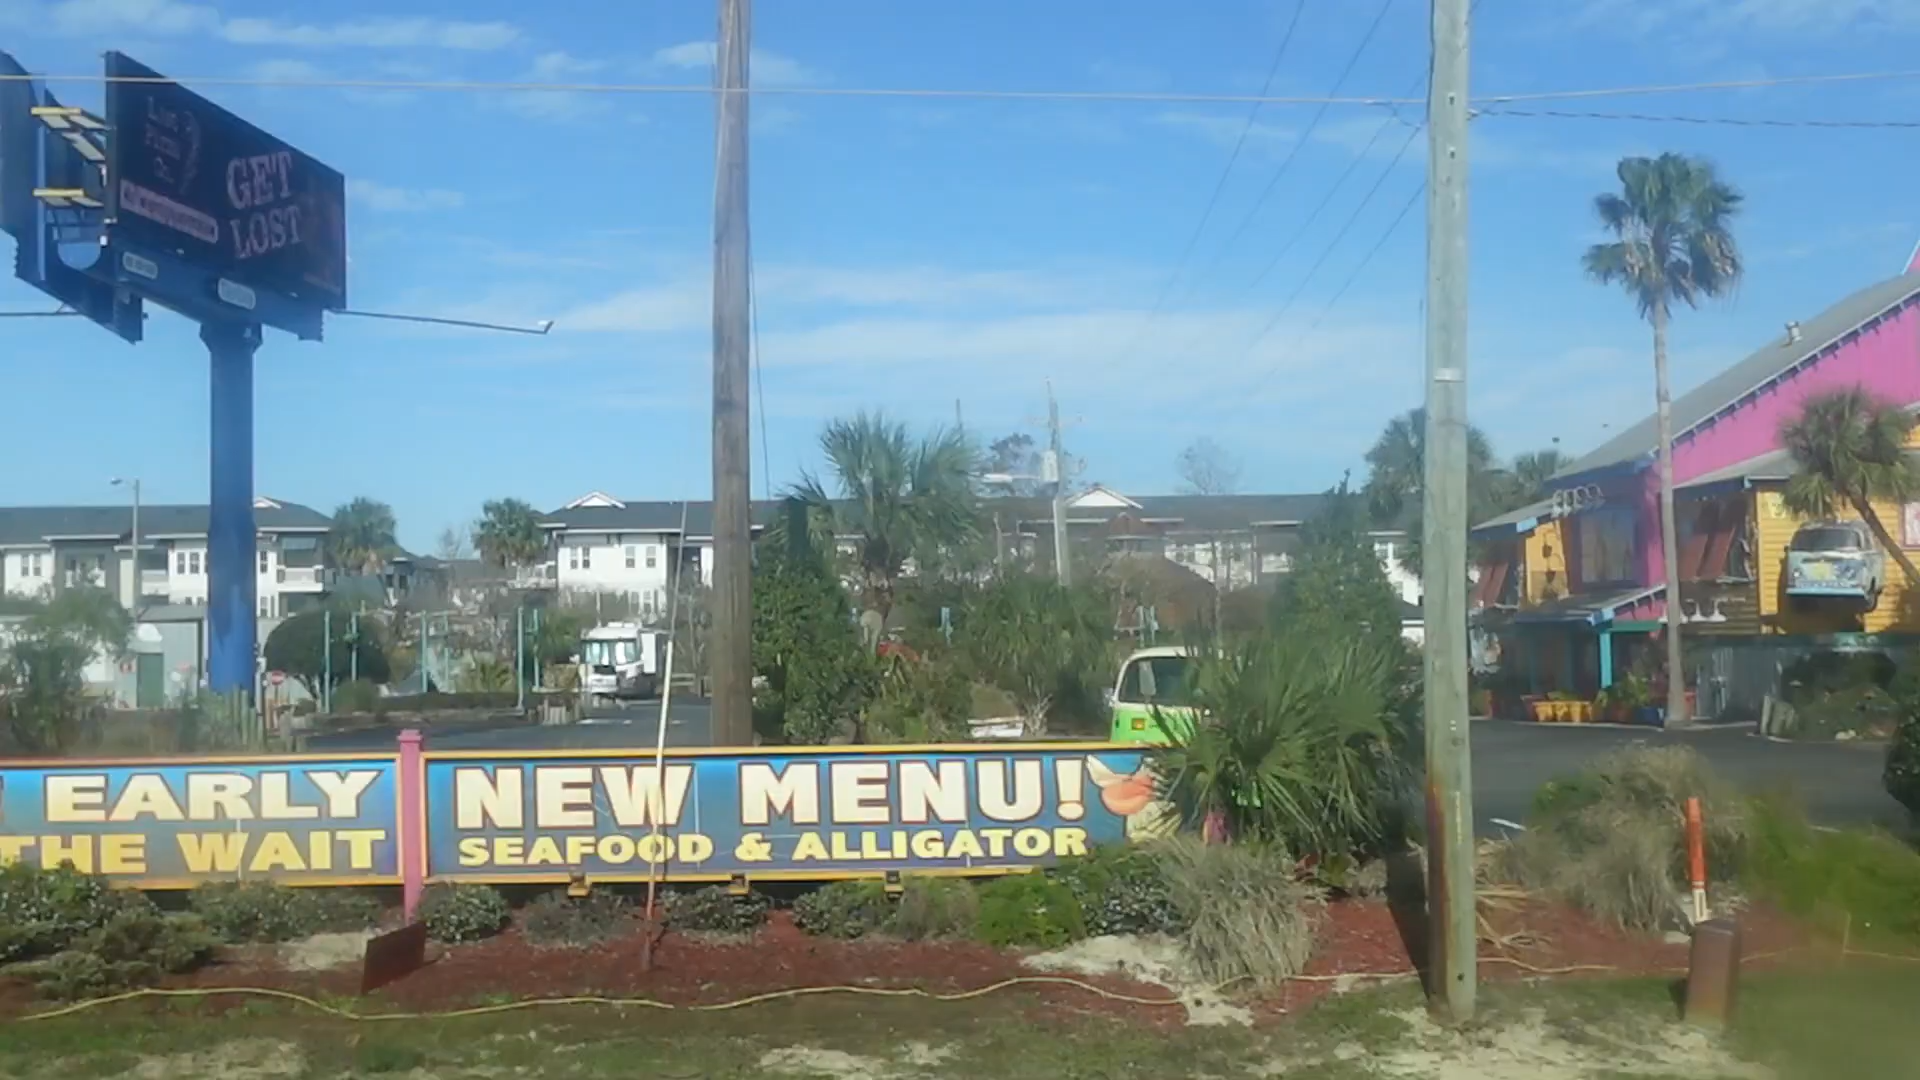 GET
LOST
EARLY
THE WAIT
NEW MENU!
SEAFOOD & ALLIGATOR